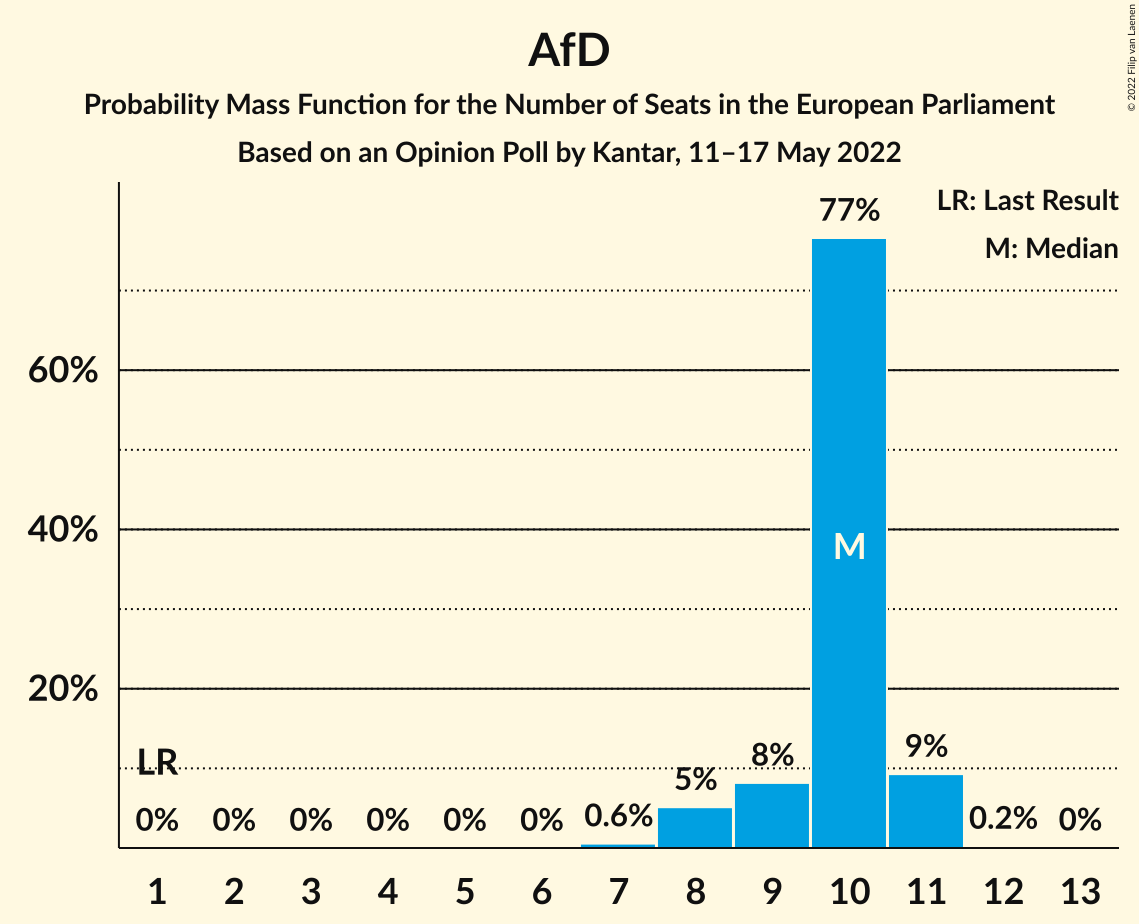 AfD
Probability Mass Function for the Number of Seats in the European Parliament
Based on an Opinion Poll by Kantar, 11–17 May 2022
© 2022 Filip van Laenen
LR: Last Result
M: Median
77%
60%
40%
M
20%
LR
0% 0% 0% 0% 0% 0% 0.6% 5% 8% 9% 0.2% 0%
1 2 3 4 5 6 7 8 9 10 11 12 13